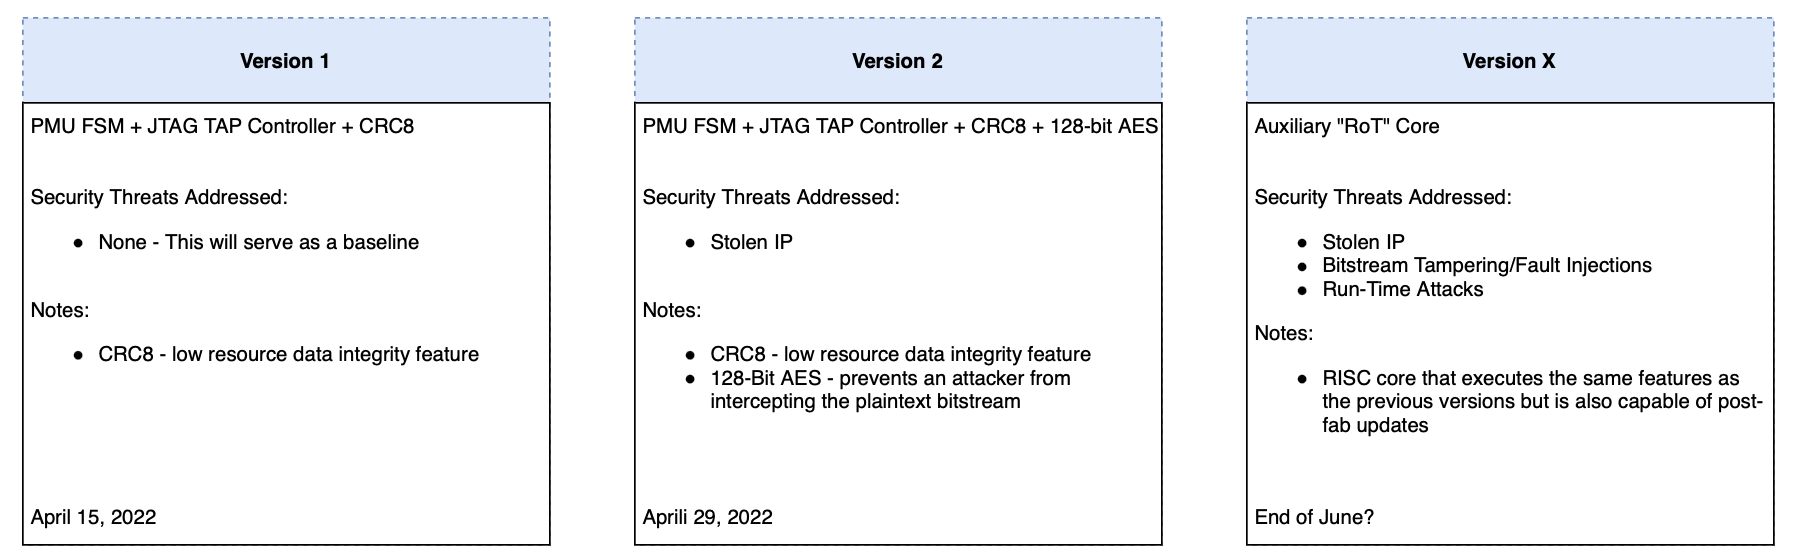 Version 1
PMU FSM + JTAG TAP Controller + CRC8
Security Threats Addressed:
● None - This will serve as a baseline
Notes:
● CRC8 - low resource data integrity feature
April 15, 2022
Version 2
PMU FSM + JTAG TAP Controller + CRC8 + 128-bit AES
Security Threats Addressed:
● Stolen IP
Notes:
● CRC8 - low resource data integrity feature
● 128-Bit AES - prevents an attacker from
intercepting the plaintext bitstream
Aprili 29, 2022
Version X
Auxiliary "RoT" Core
Security Threats Addressed:
● Stolen IP
● Bitstream Tampering/Fault Injections
● Run-Time Attacks
Notes:
● RISC core that executes the same features as
the previous versions but is also capable of post-
fab updates
End of June?